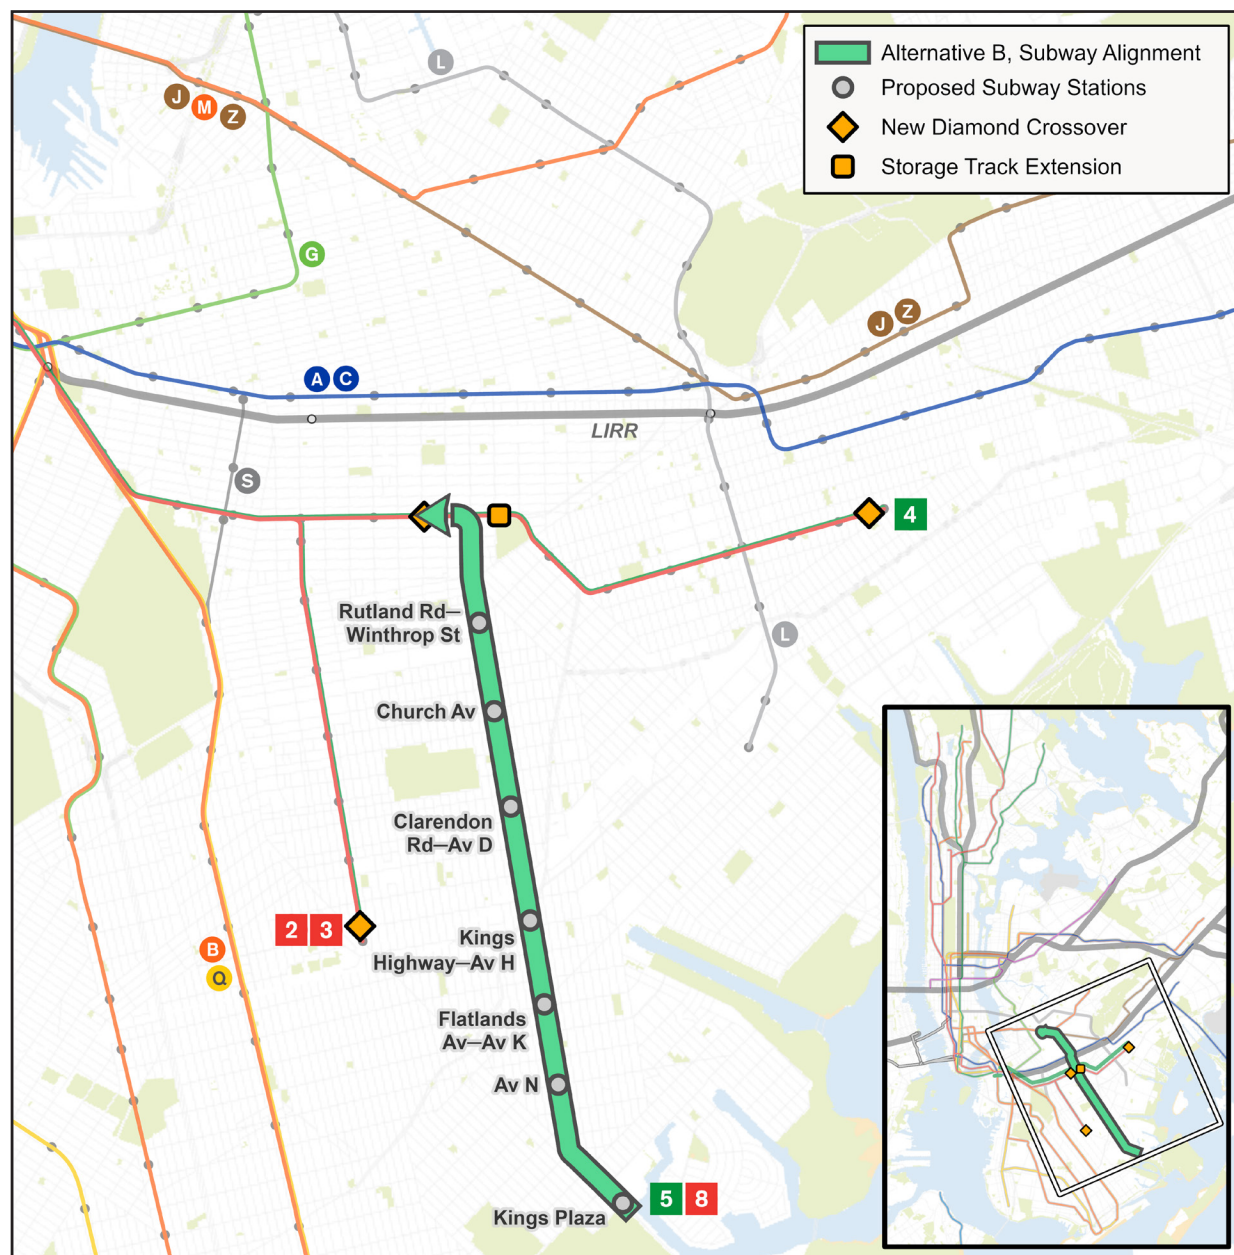 Alternative B, Subway Alignment
Proposed Subway Stations
New Diamond Crossover
Storage Track Extension
L
J
M
Z
G
J
Z
A
C
LIRR
S
4
Rutland Rd—
Winthrop St
L
Church Av
Clarendon
Rd—Av D
2 3
Kings
Highway—Av H
B
Q
Flatlands
Av—Av K
Av N
Kings Plaza
5 8